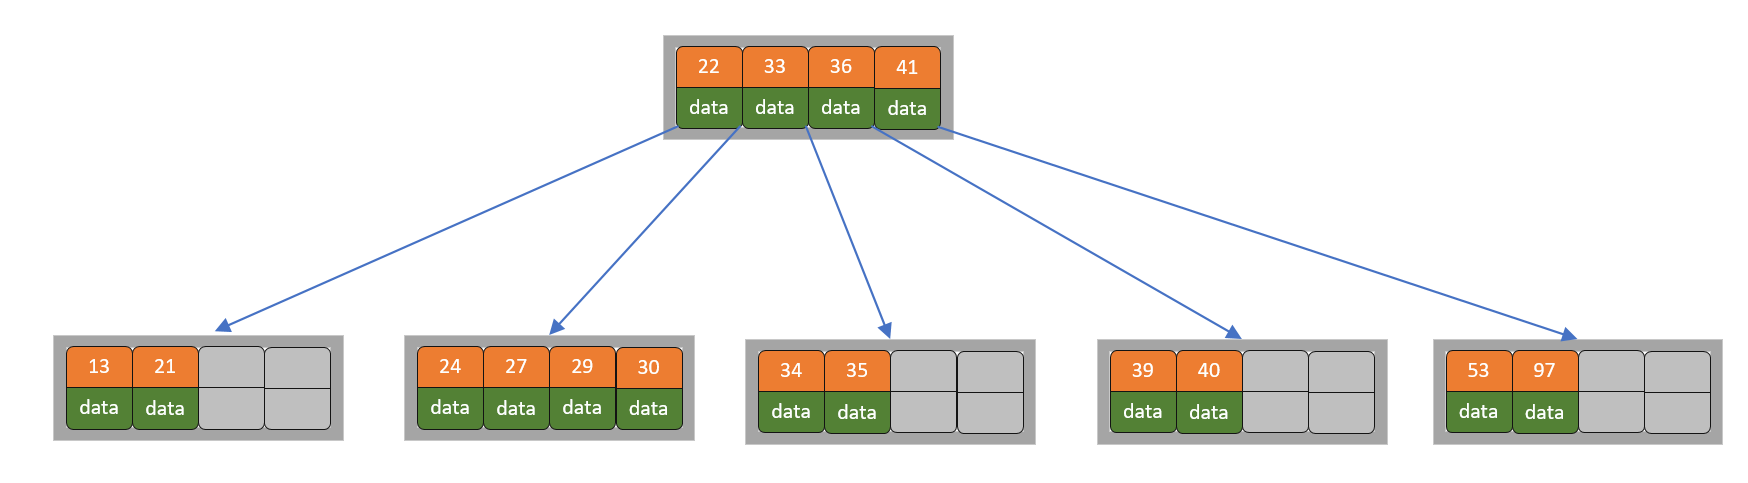 22 33 36 41
data data data data
13 21
data data
24 27 29 30
data data data data
34 35
data data
39 40
data data
53 97
data data